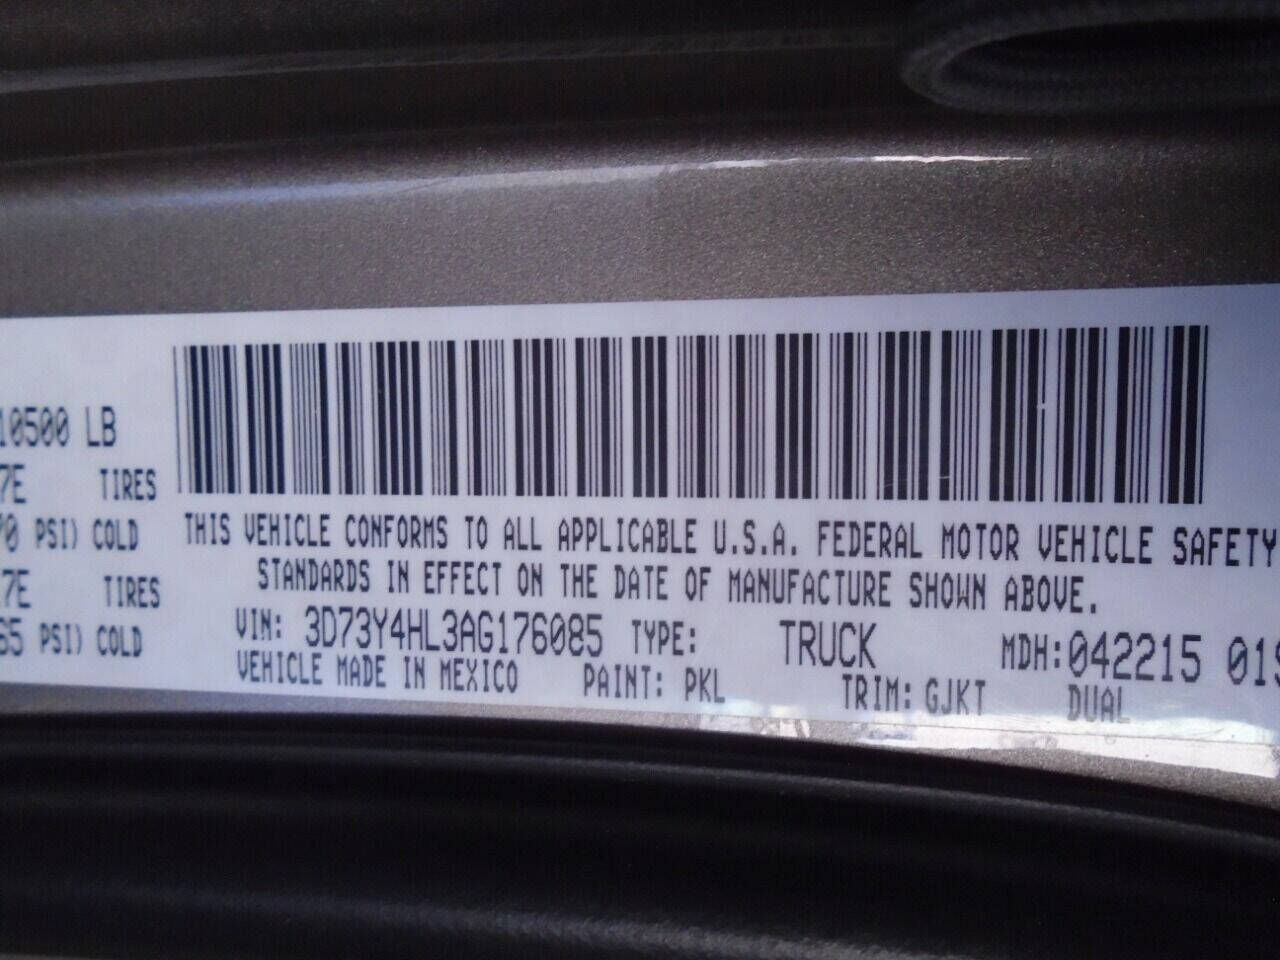 10500 LB
7E TIRES
70 PSI) COLD
7E TIRES
65 PSI) COLD
THIS VEHICLE CONFORMS TO ALL APPLICABLE U.S.A. FEDERAL MOTOR VEHICLE SAFETY
STANDARDS IN EFFECT ON THE DATE OF MANUFACTURE SHOWN ABOVE.
VIN: 3D73Y4HL3AG176085 TYPE: TRUCK MDH: 042215 01S
VEHICLE MADE IN MEXICO PAINT: PKL TRIM: GJKT DUAL